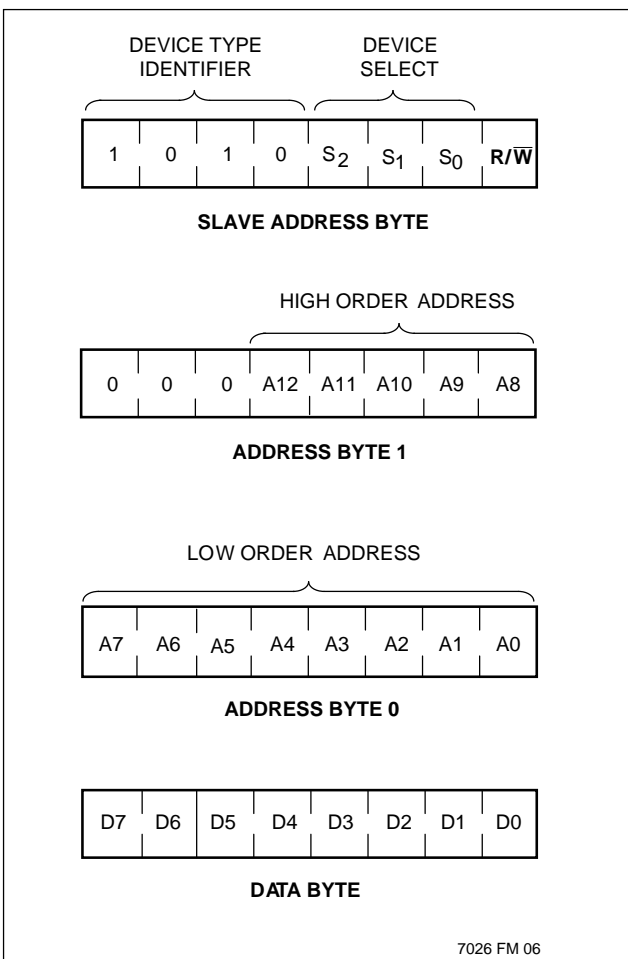 DEVICE TYPE IDENTIFIER
DEVICE SELECT
1 0 1 0 S2 S1 S0 R/W̅
SLAVE ADDRESS BYTE
HIGH ORDER ADDRESS
0 0 0 A12 A11 A10 A9 A8
ADDRESS BYTE 1
LOW ORDER ADDRESS
A7 A6 A5 A4 A3 A2 A1 A0
ADDRESS BYTE 0
D7 D6 D5 D4 D3 D2 D1 D0
DATA BYTE
7026 FM 06